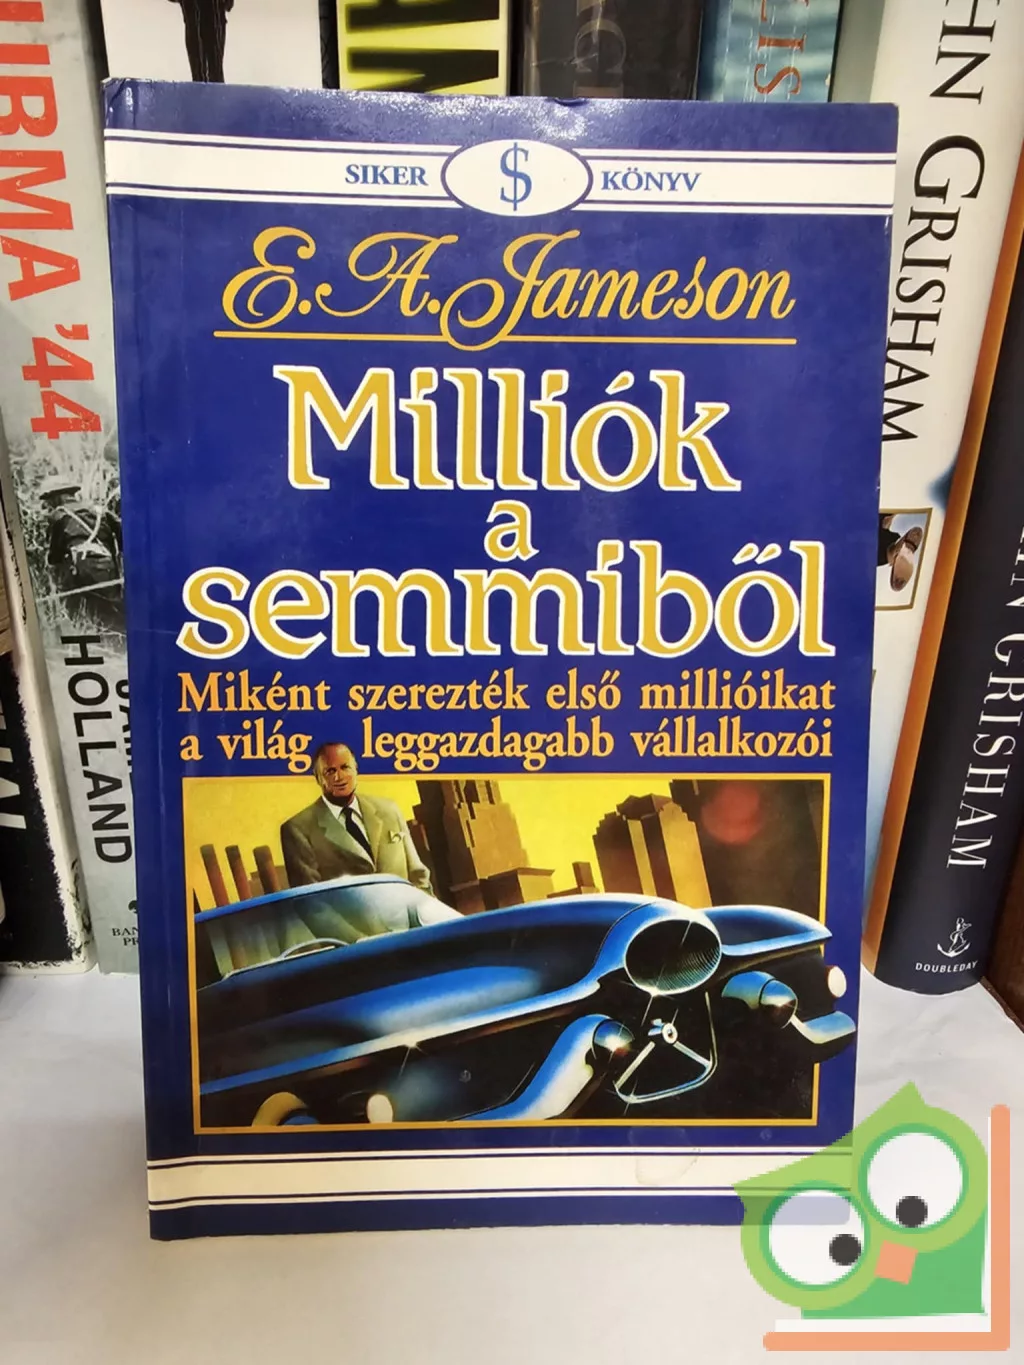 SIKER $ KÖNYV
E. A. Jameson
Milliók
a
semmiből
Miként szerezték első millióikat
a világ leggazdagabb vállalkozói
'44
HOLLAND
GRISHAM
GRISHAM
DOUBLEDAY